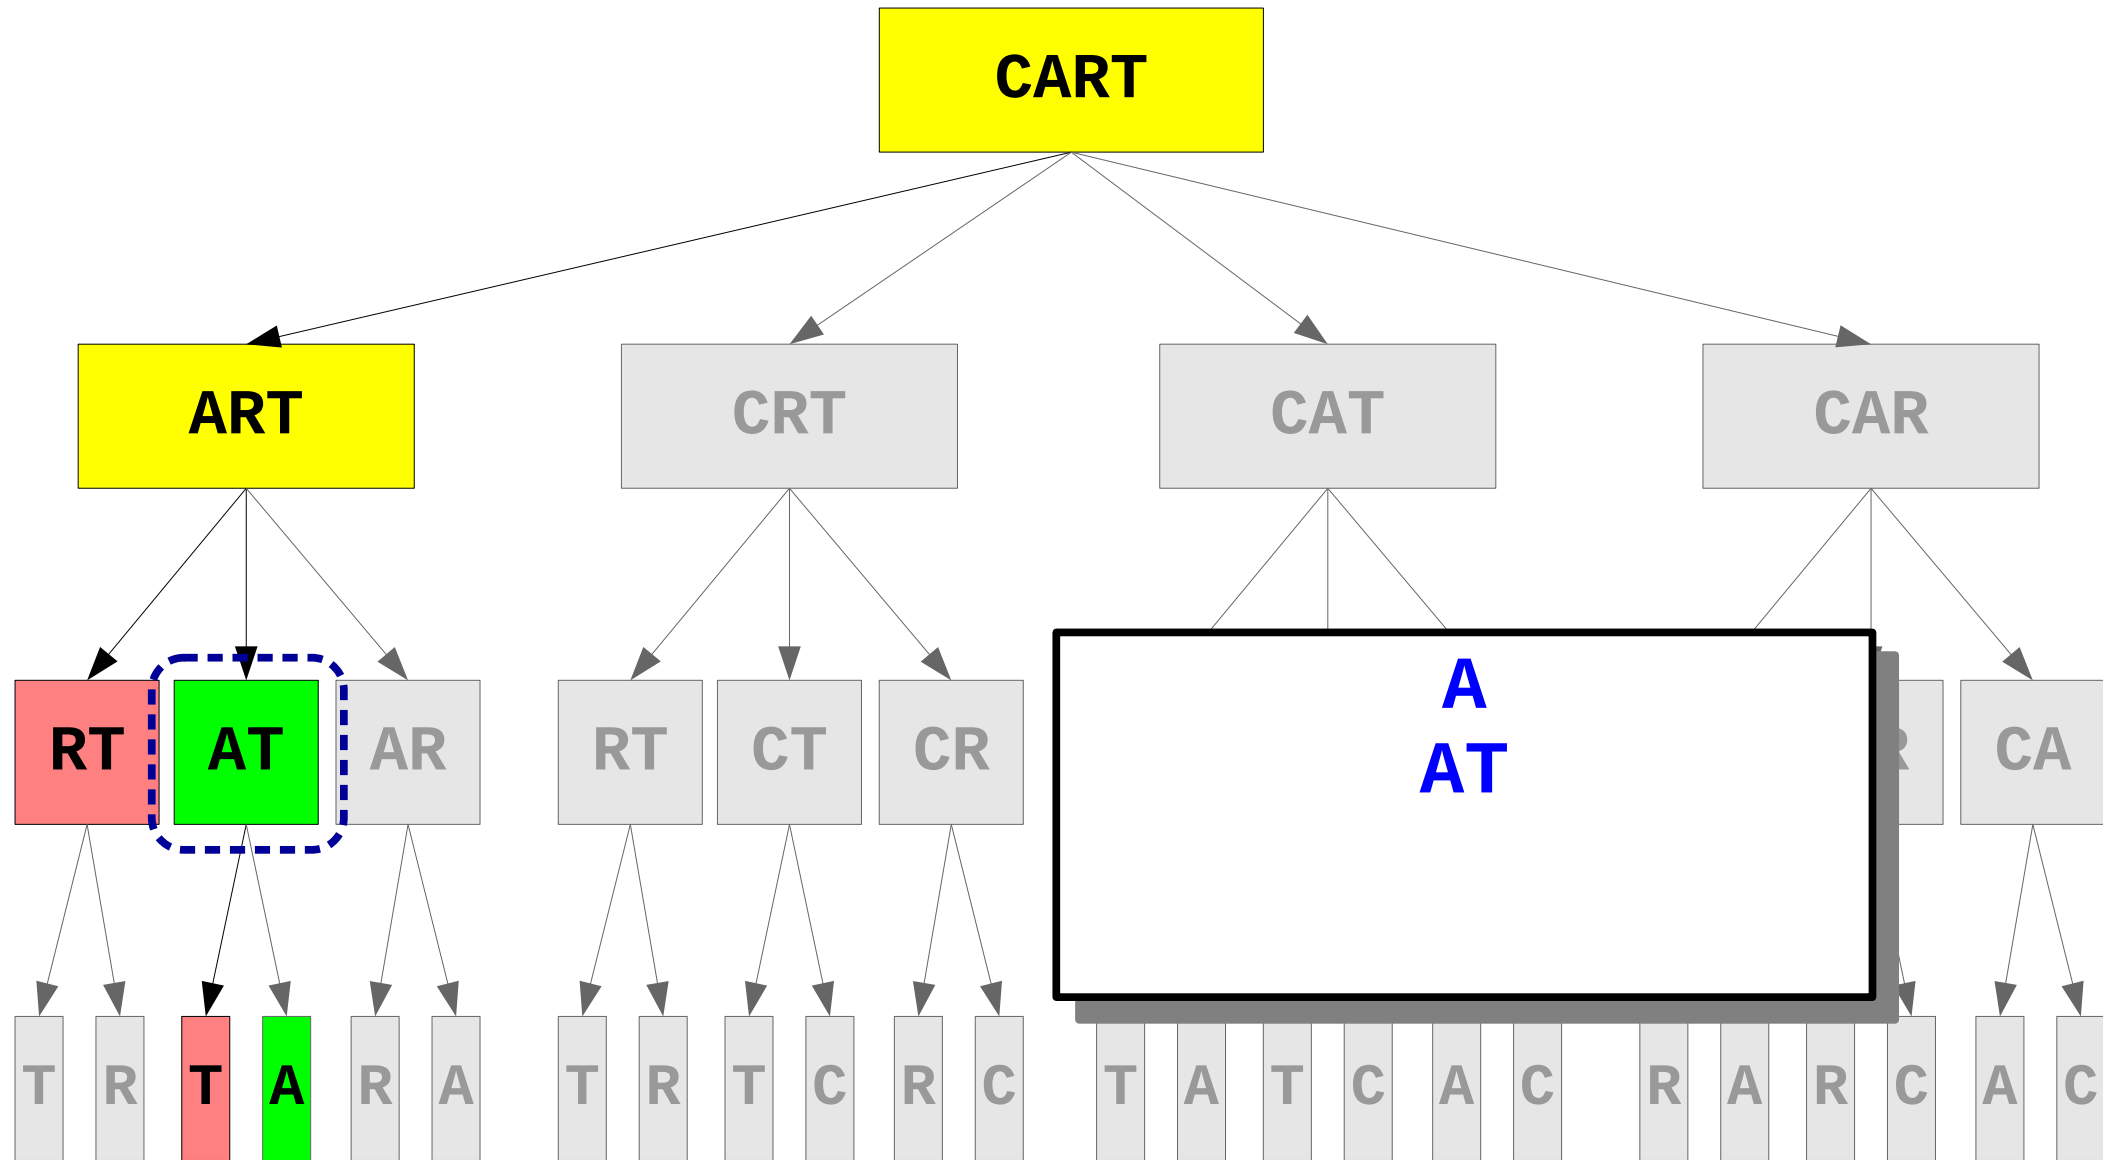 CART
ART CRT CAT CAR
A
RT AT AR RT CT CR CA
AT
T R T A R A T R T C R C T A T C A C R A R C A C